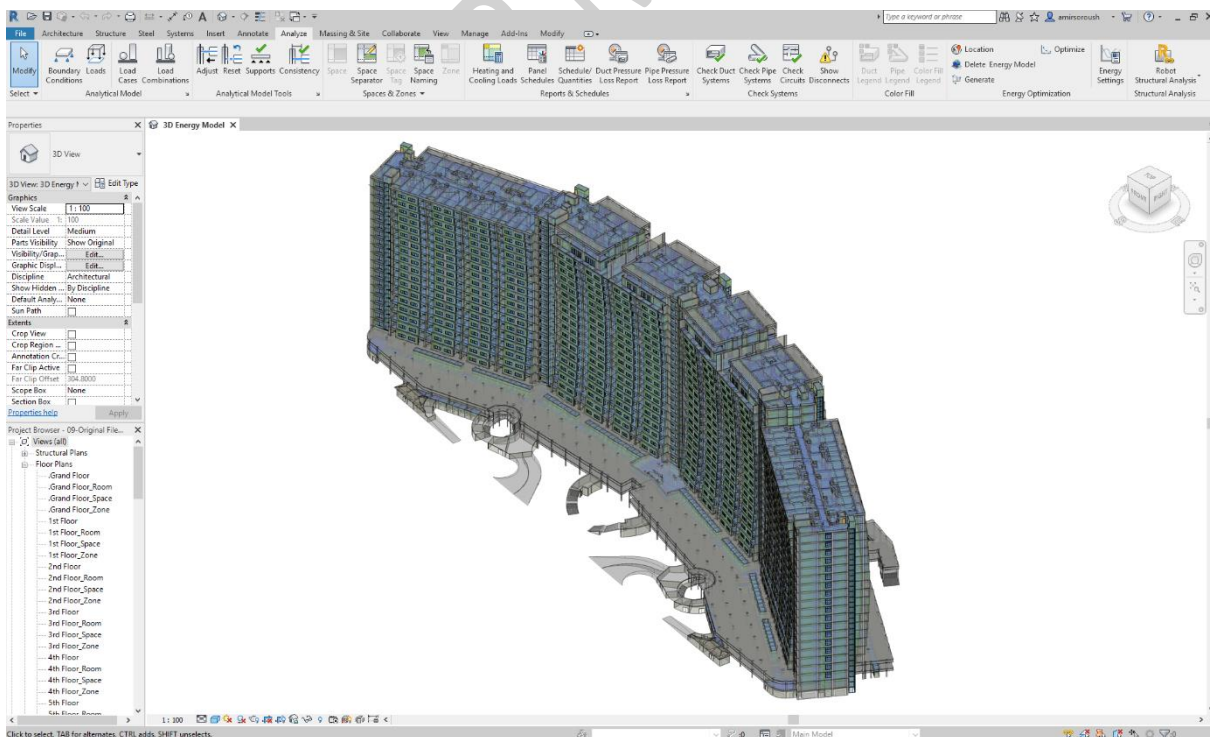 R A Type a keyword or phrase amirsoroush
File Architecture Structure Steel Systems Insert Annotate Analyze Massing & Site Collaborate View Manage Add-Ins Modify
Modify Boundary Conditions Loads Load Cases Load Combinations Adjust Reset Supports Consistency Space Space Separator Space Tag Space Naming Zone Heating and Cooling Loads Panel Schedules Schedule/ Quantities Duct Pressure Loss Report Pipe Pressure Loss Report Check Duct Systems Check Pipe Systems Check Circuits Show Disconnects Duct Legend Pipe Legend Color Fill Legend Location Delete Energy Model Generate Optimize Energy Settings Robot Structural Analysis
Select Analytical Model Analytical Model Tools Spaces & Zones Reports & Schedules Check Systems Color Fill Energy Optimization Structural Analysis
Properties X 3D Energy Model X
3D View
3D View: 3D Energy Edit Type
Graphics
View Scale 1 : 100
Scale Value 1: 100
Detail Level Medium
Parts Visibility Show Original
Visibility/Grap... Edit...
Graphic Displ... Edit...
Discipline Architectural
Show Hidden ... By Discipline
Default Analy... None
Sun Path
Extents
Crop View
Crop Region ...
Annotation Cr...
Far Clip Active
Far Clip Offset 304.8000
Scope Box None
Section Box
Properties help Apply
Project Browser - 09-Original File... X
Views (all)
Structural Plans
Floor Plans
.Grand Floor
.Grand Floor_Room
.Grand Floor_Space
.Grand Floor_Zone
1st Floor
1st Floor_Room
1st Floor_Space
1st Floor_Zone
2nd Floor
2nd Floor_Room
2nd Floor_Space
2nd Floor_Zone
3rd Floor
3rd Floor_Room
3rd Floor_Space
3rd Floor_Zone
4th Floor
4th Floor_Room
4th Floor_Space
4th Floor_Zone
5th Floor
5th Floor_Room
1 : 100
Click to select, TAB for alternates, CTRL adds, SHIFT unselects. :0 Main Model :0
TOP